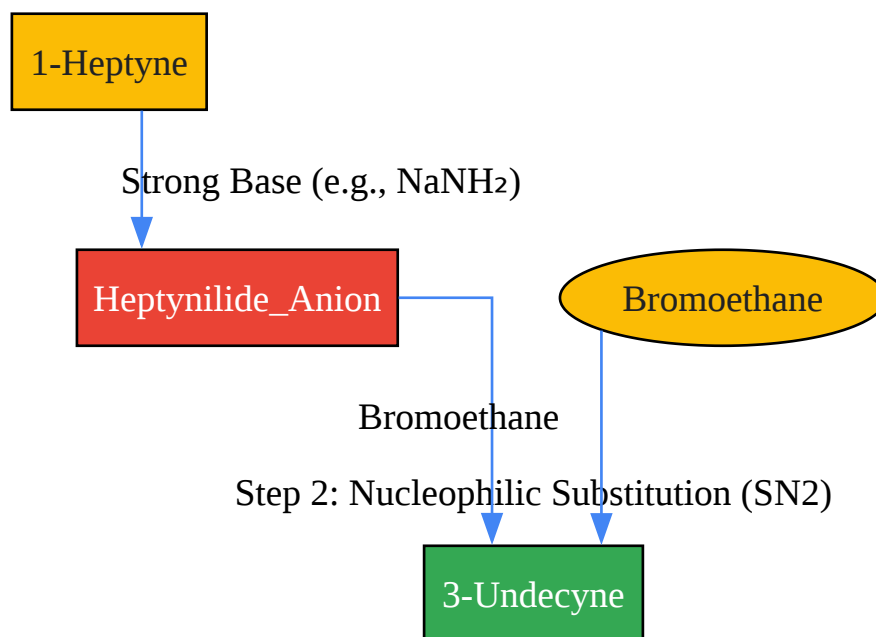 1-Heptyne
Strong Base (e.g., NaNH₂)
Heptynilide_Anion
Bromoethane
Bromoethane
Step 2: Nucleophilic Substitution (SN2)
3-Undecyne